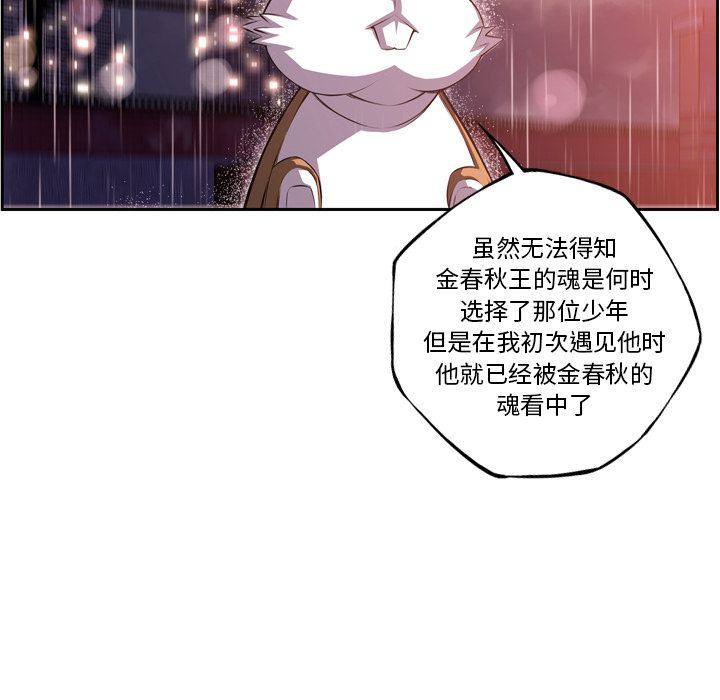 虽然无法得知
金春秋王的魂是何时
选择了那位少年
但是在我初次遇见他时
他就已经被金春秋的
魂看中了